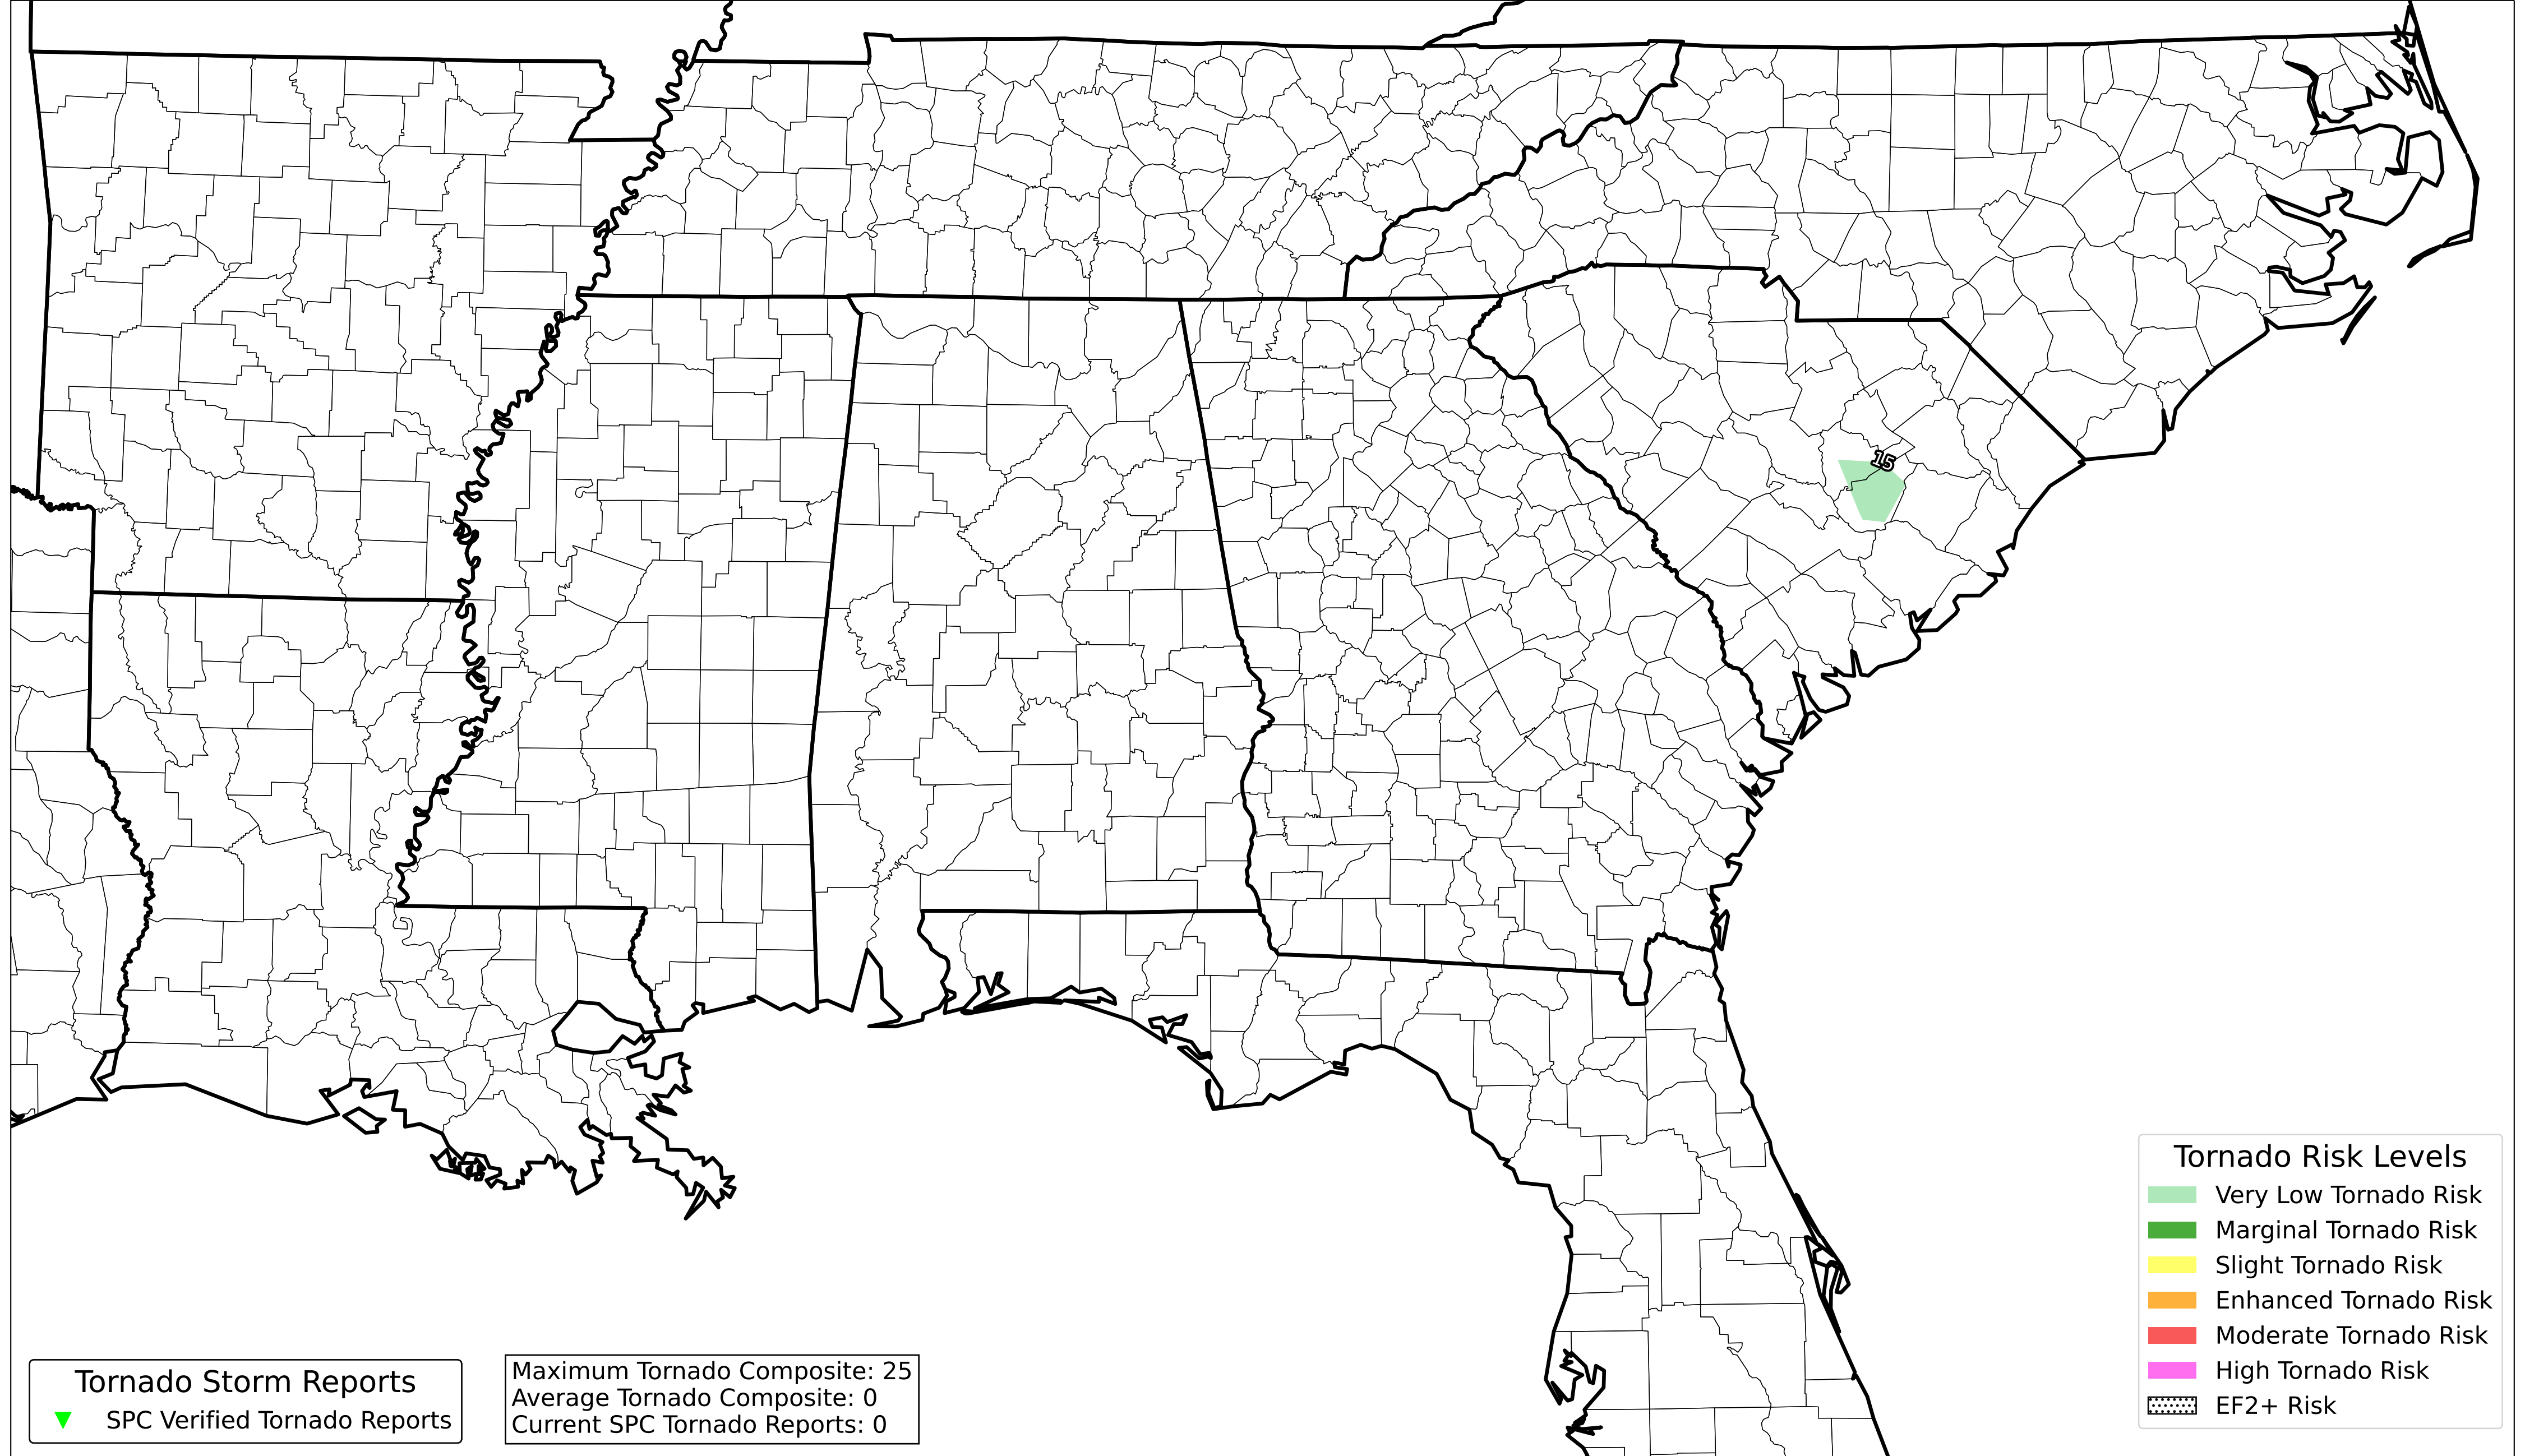 15
Tornado Risk Levels
Very Low Tornado Risk
Marginal Tornado Risk
Slight Tornado Risk
Enhanced Tornado Risk
Moderate Tornado Risk
High Tornado Risk
EF2+ Risk
Tornado Storm Reports
SPC Verified Tornado Reports
Maximum Tornado Composite: 25
Average Tornado Composite: 0
Current SPC Tornado Reports: 0